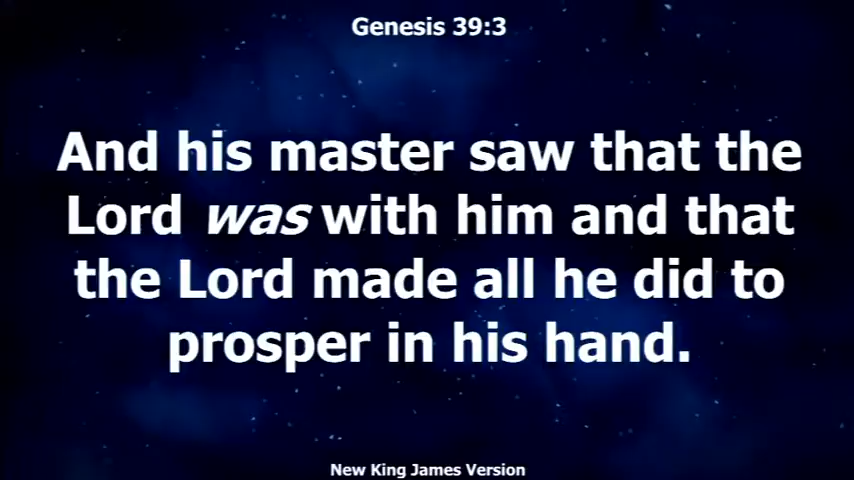 Genesis 39:3
And his master saw that the
Lord was with him and that
the Lord made all he did to
prosper in his hand.
New King James Version